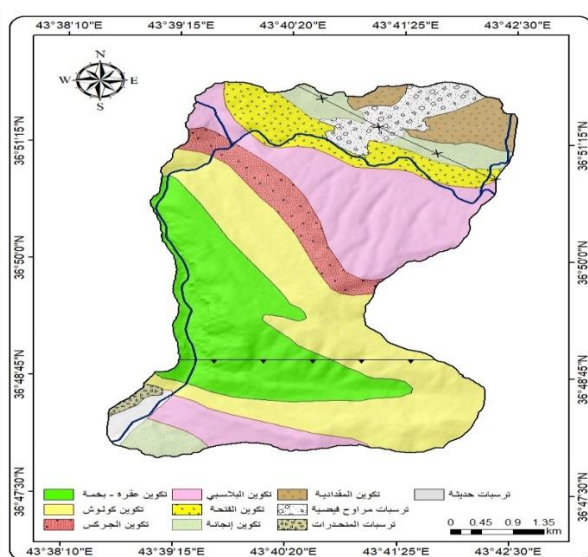 43°38'10"E 43°39'15"E 43°40'20"E 43°41'25"E 43°42'30"E
N
W E
S
36°51'15"N 36°51'15"N
36°50'0"N 36°50'0"N
36°48'45"N 36°48'45"N
36°47'30"N 36°47'30"N
تكوين عقره - بخمة تكوين البلاسبي تكوين المقدادية ترسبات حديثة
تكوين كولوش تكوين الفتحة ترسبات مراوح فيضية
تكوين الجركس تكوين إنجانة ترسبات المنحدرات
0 0.45 0.9 1.35
km
43°38'10"E 43°39'15"E 43°40'20"E 43°41'25"E 43°42'30"E